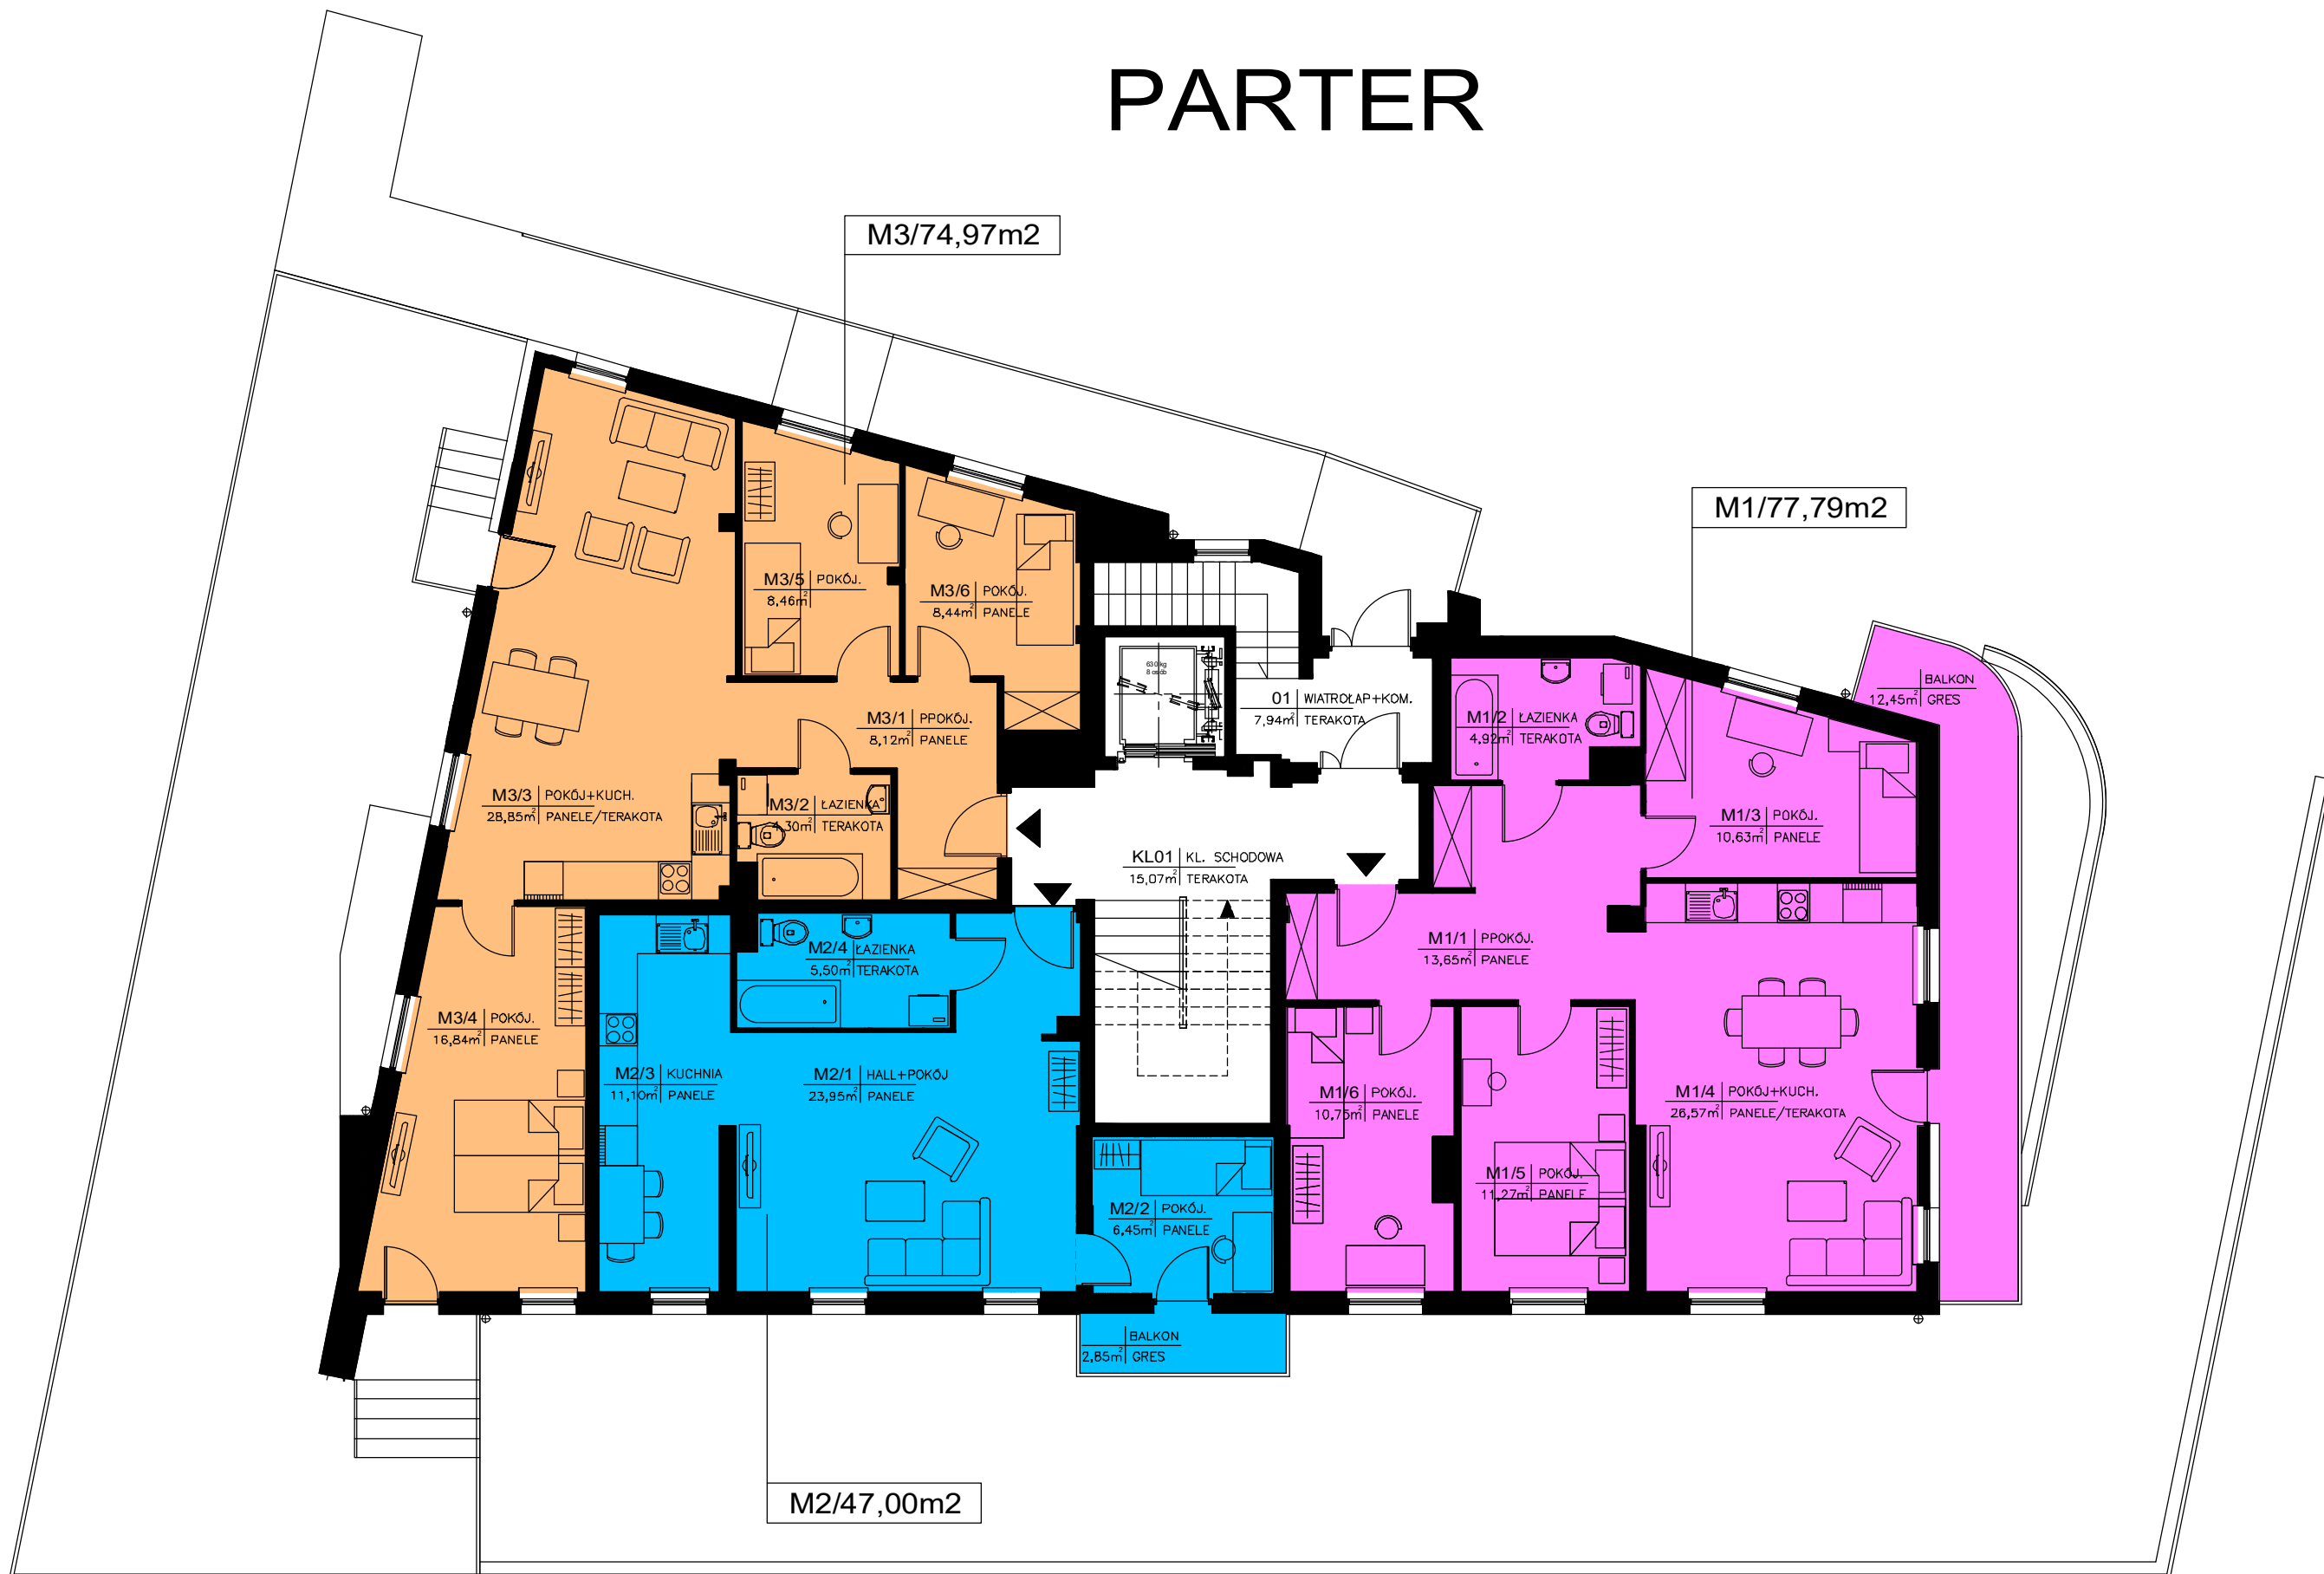 PARTER
M3/74,97m2
M1/77,79m2
M3/5 POKÓJ.
8,46m²
M3/6 POKÓJ.
8,44m² PANELE
630 kg
8 osób
01 WIATROŁAP+KOM.
7,94m² TERAKOTA
BALKON
12,45m² GRES
M3/1 PPOKÓJ.
8,12m² PANELE
M1/2 ŁAZIENKA
4,92m² TERAKOTA
M3/3 POKÓJ+KUCH.
28,85m² PANELE/TERAKOTA
M3/2 ŁAZIENKA
4,30m² TERAKOTA
M1/3 POKÓJ.
10,63m² PANELE
KL01 KL. SCHODOWA
15,07m² TERAKOTA
M2/4 ŁAZIENKA
5,50m² TERAKOTA
M1/1 PPOKÓJ.
13,65m² PANELE
M3/4 POKÓJ.
16,84m² PANELE
M2/3 KUCHNIA
11,10m² PANELE
M2/1 HALL+POKÓJ
23,95m² PANELE
M1/6 POKÓJ.
10,75m² PANELE
M1/4 POKÓJ+KUCH.
26,57m² PANELE/TERAKOTA
M1/5 POKÓJ.
11,27m² PANELE
M2/2 POKÓJ.
6,45m² PANELE
BALKON
2,85m² GRES
M2/47,00m2